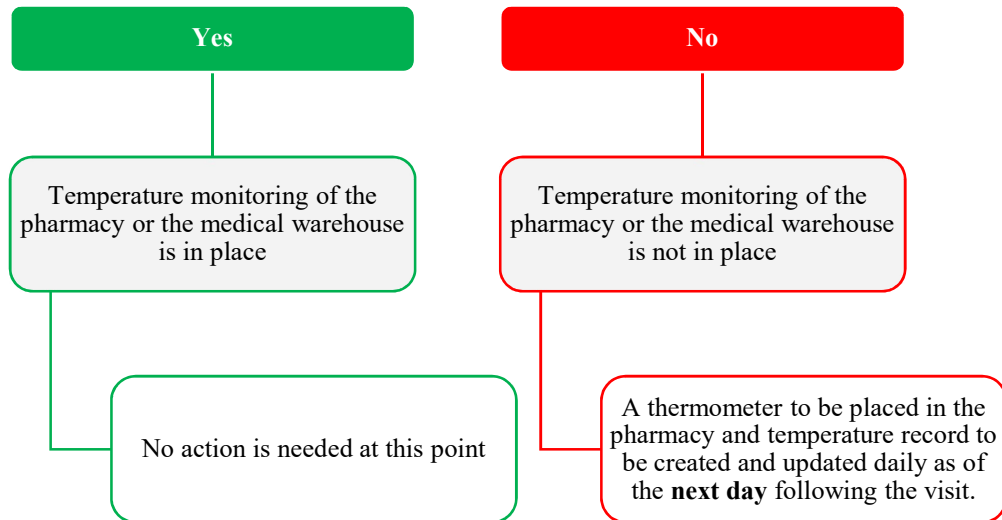 Yes
No
Temperature monitoring of the
pharmacy or the medical warehouse
is in place
Temperature monitoring of the
pharmacy or the medical warehouse
is not in place
No action is needed at this point
A thermometer to be placed in the
pharmacy and temperature record to
be created and updated daily as of
the next day following the visit.